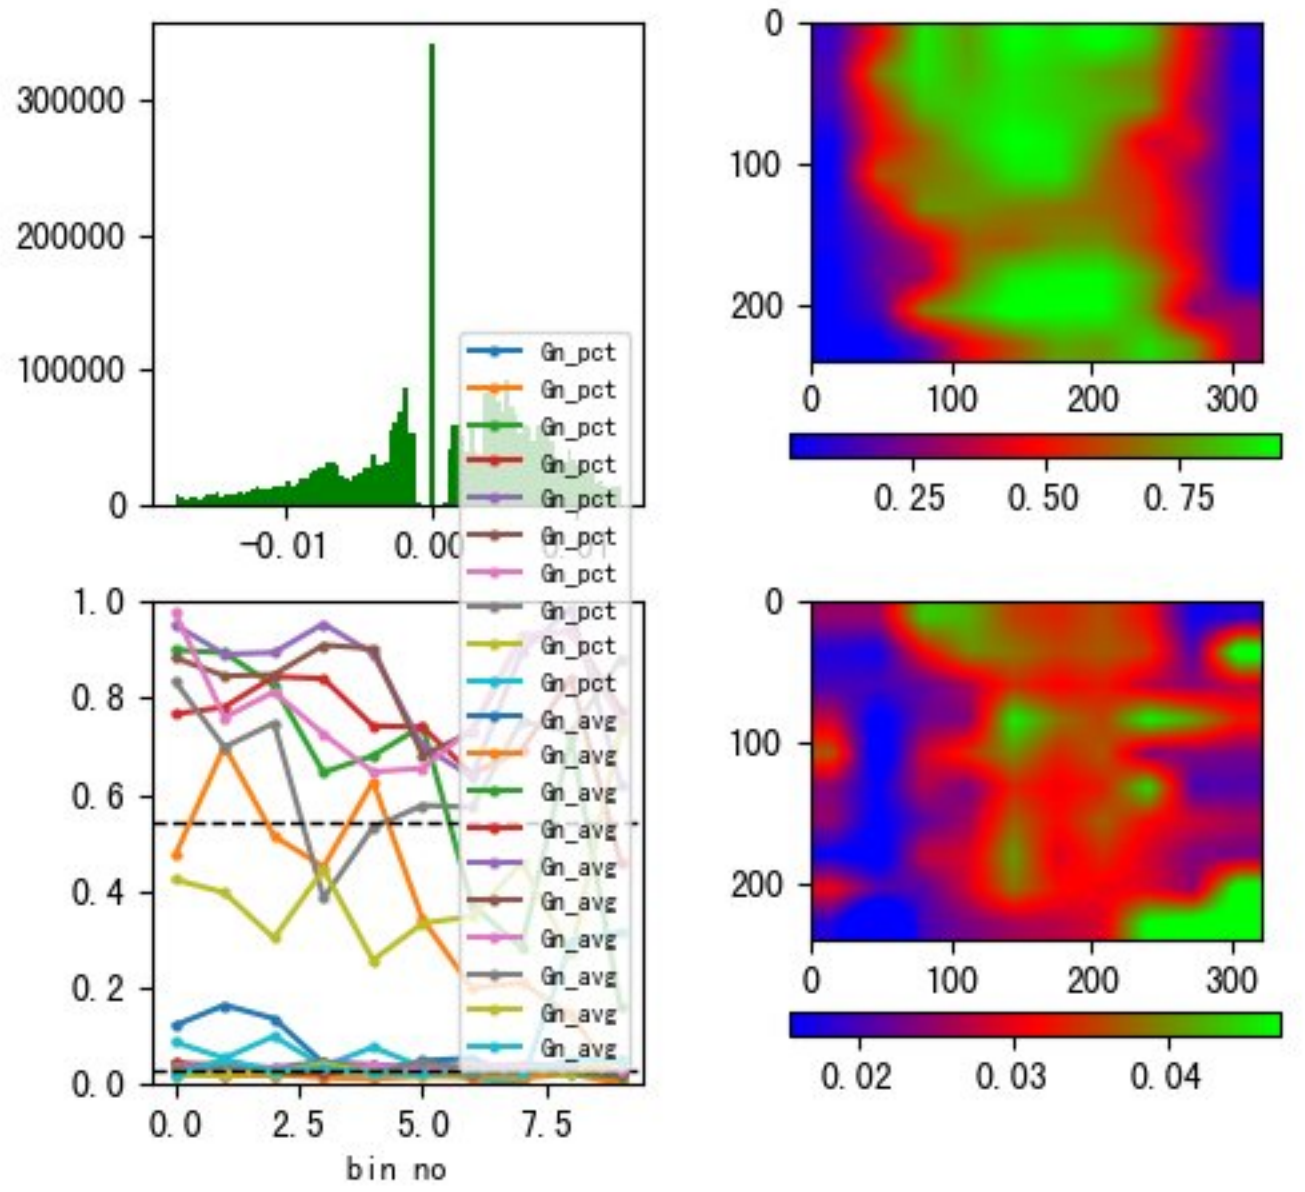 300000
200000
100000
0
−0.01 0.00 0.01
Gn_pct
Gn_pct
Gn_pct
Gn_pct
Gn_pct
Gn_pct
Gn_pct
Gn_pct
Gn_pct
Gn_pct
Gn_avg
Gn_avg
Gn_avg
Gn_avg
Gn_avg
Gn_avg
Gn_avg
Gn_avg
Gn_avg
Gn_avg
0
100
200
0 100 200 300
0.25 0.50 0.75
1.0
0.8
0.6
0.4
0.2
0.0
0.0 2.5 5.0 7.5
bin no
0
100
200
0 100 200 300
0.02 0.03 0.04